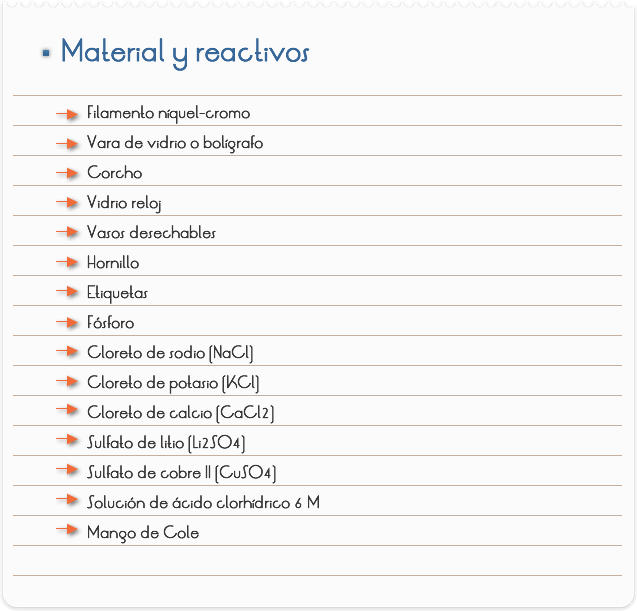 Material y reactivos
Filamento níquel-cromo
Vara de vidrio o bolígrafo
Corcho
Vidrio reloj
Vasos desechables
Hornillo
Etiquetas
Fósforo
Cloreto de sodio (NaCl)
Cloreto de potasio (KCl)
Cloreto de calcio (CaCl2)
Sulfato de litio (Li2SO4)
Sulfato de cobre II (CuSO4)
Solución de ácido clorhídrico 6 M
Manço de Cole